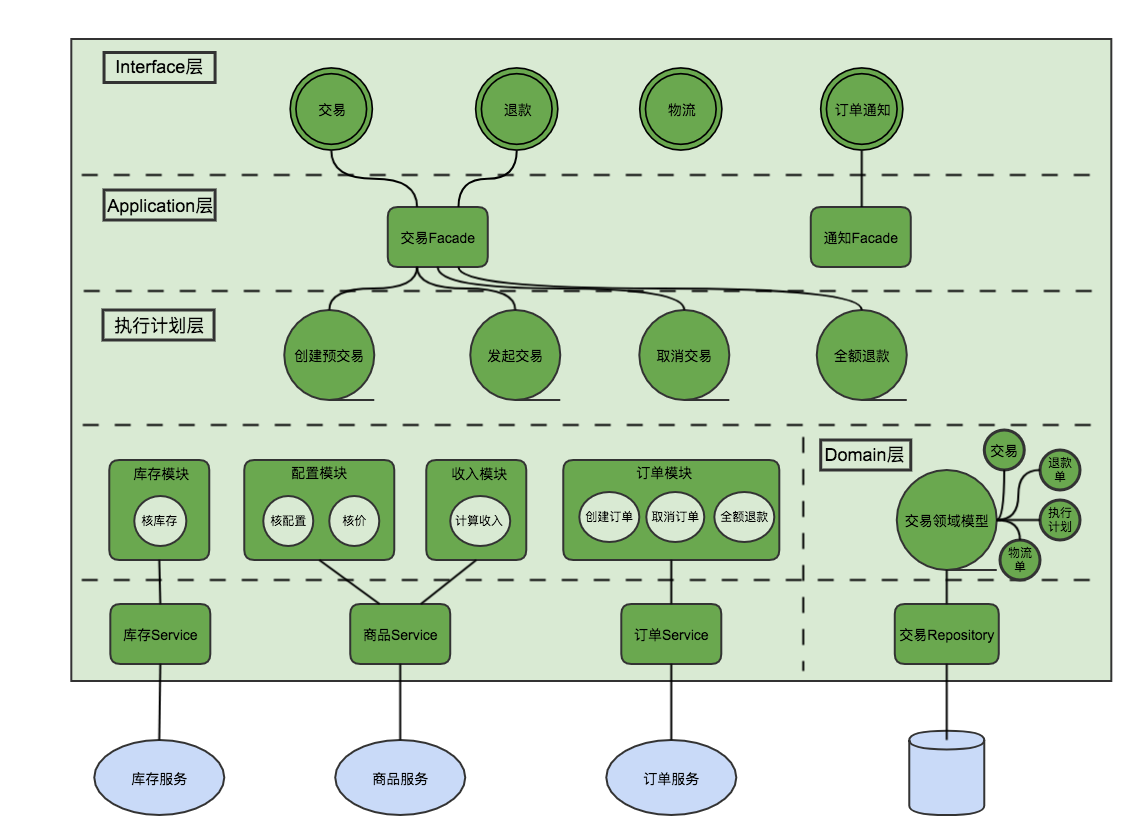 Interface层
交易
退款
物流
订单通知
Application层
交易Facade
通知Facade
执行计划层
创建预交易
发起交易
取消交易
全额退款
库存模块
核库存
配置模块
核配置
核价
收入模块
计算收入
订单模块
创建订单
取消订单
全额退款
Domain层
交易领域模型
交易
退款
单
执行
计划
物流
单
库存Service
商品Service
订单Service
交易Repository
库存服务
商品服务
订单服务